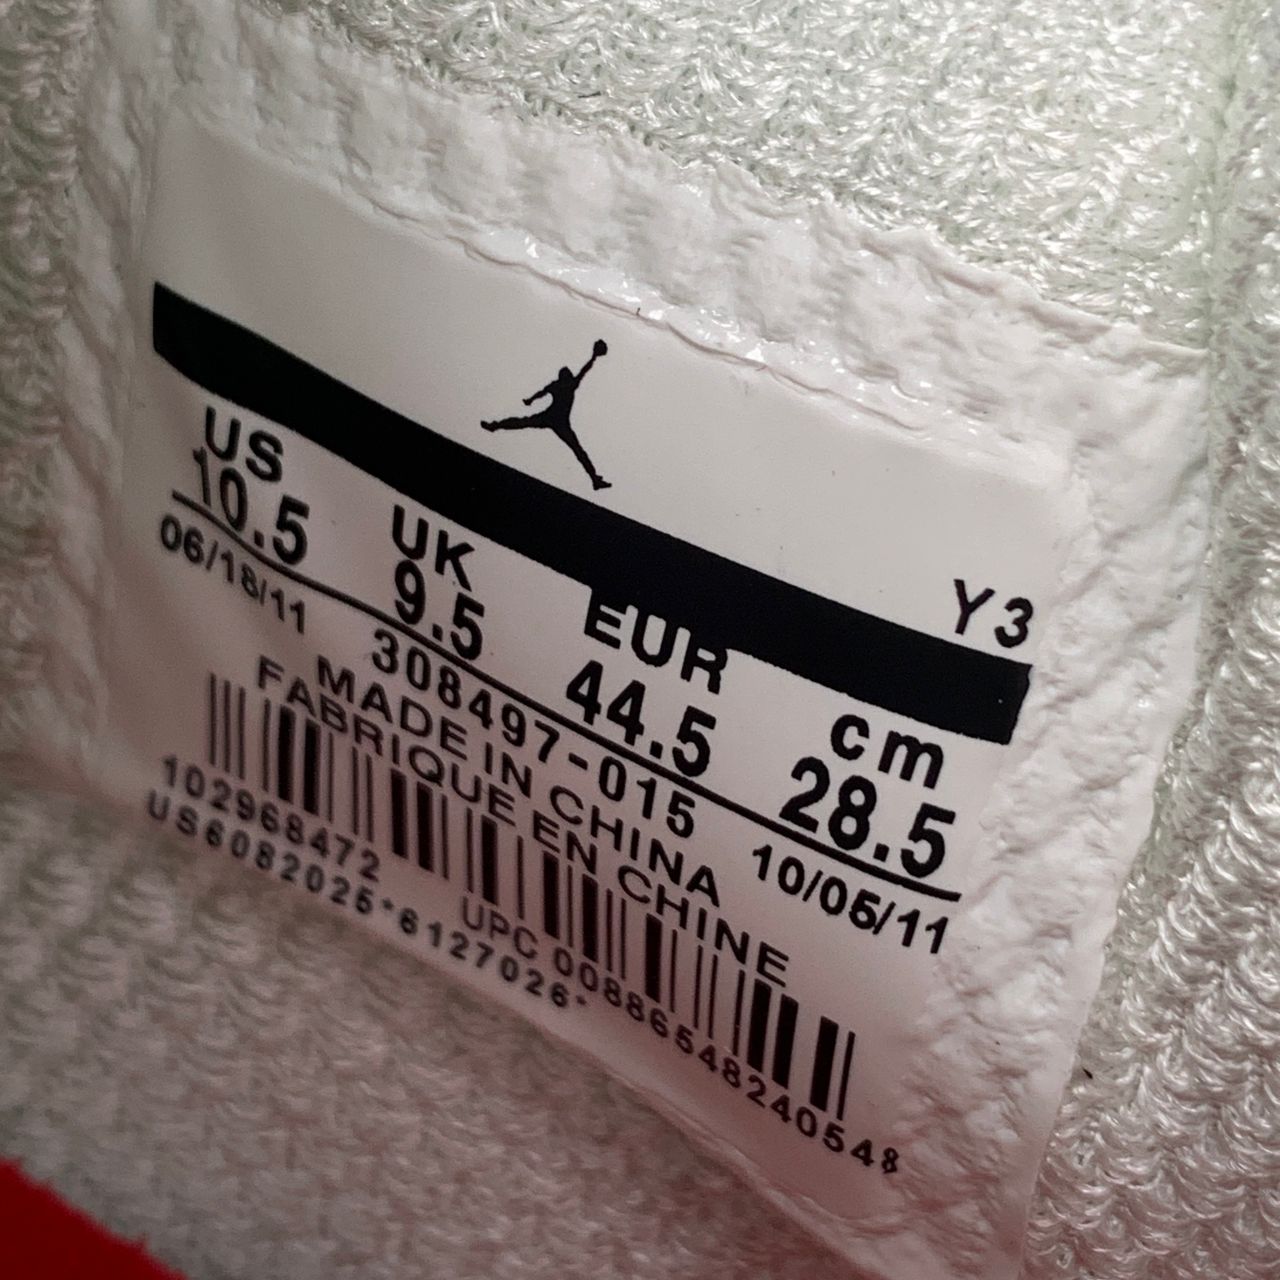 Y3
US UK EUR cm
10.5 9.5 44.5 28.5
06/18/11 308497-015 10/05/11
MADE IN CHINA
FABRIQUE EN CHINE
102968472
UPC 00886548240548
US6082025*6127026*